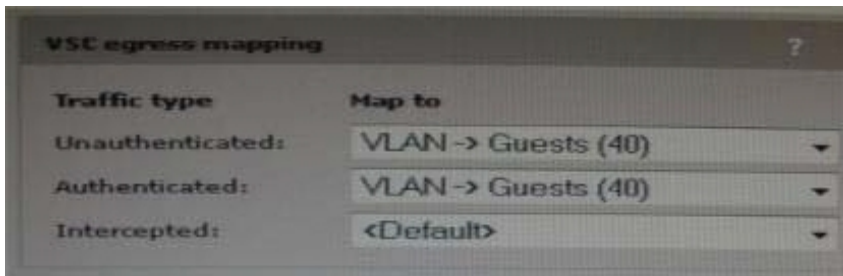 VSC egress mapping ?
Traffic type Map to
Unauthenticated: VLAN -> Guests (40)
Authenticated: VLAN -> Guests (40)
Intercepted: <Default>